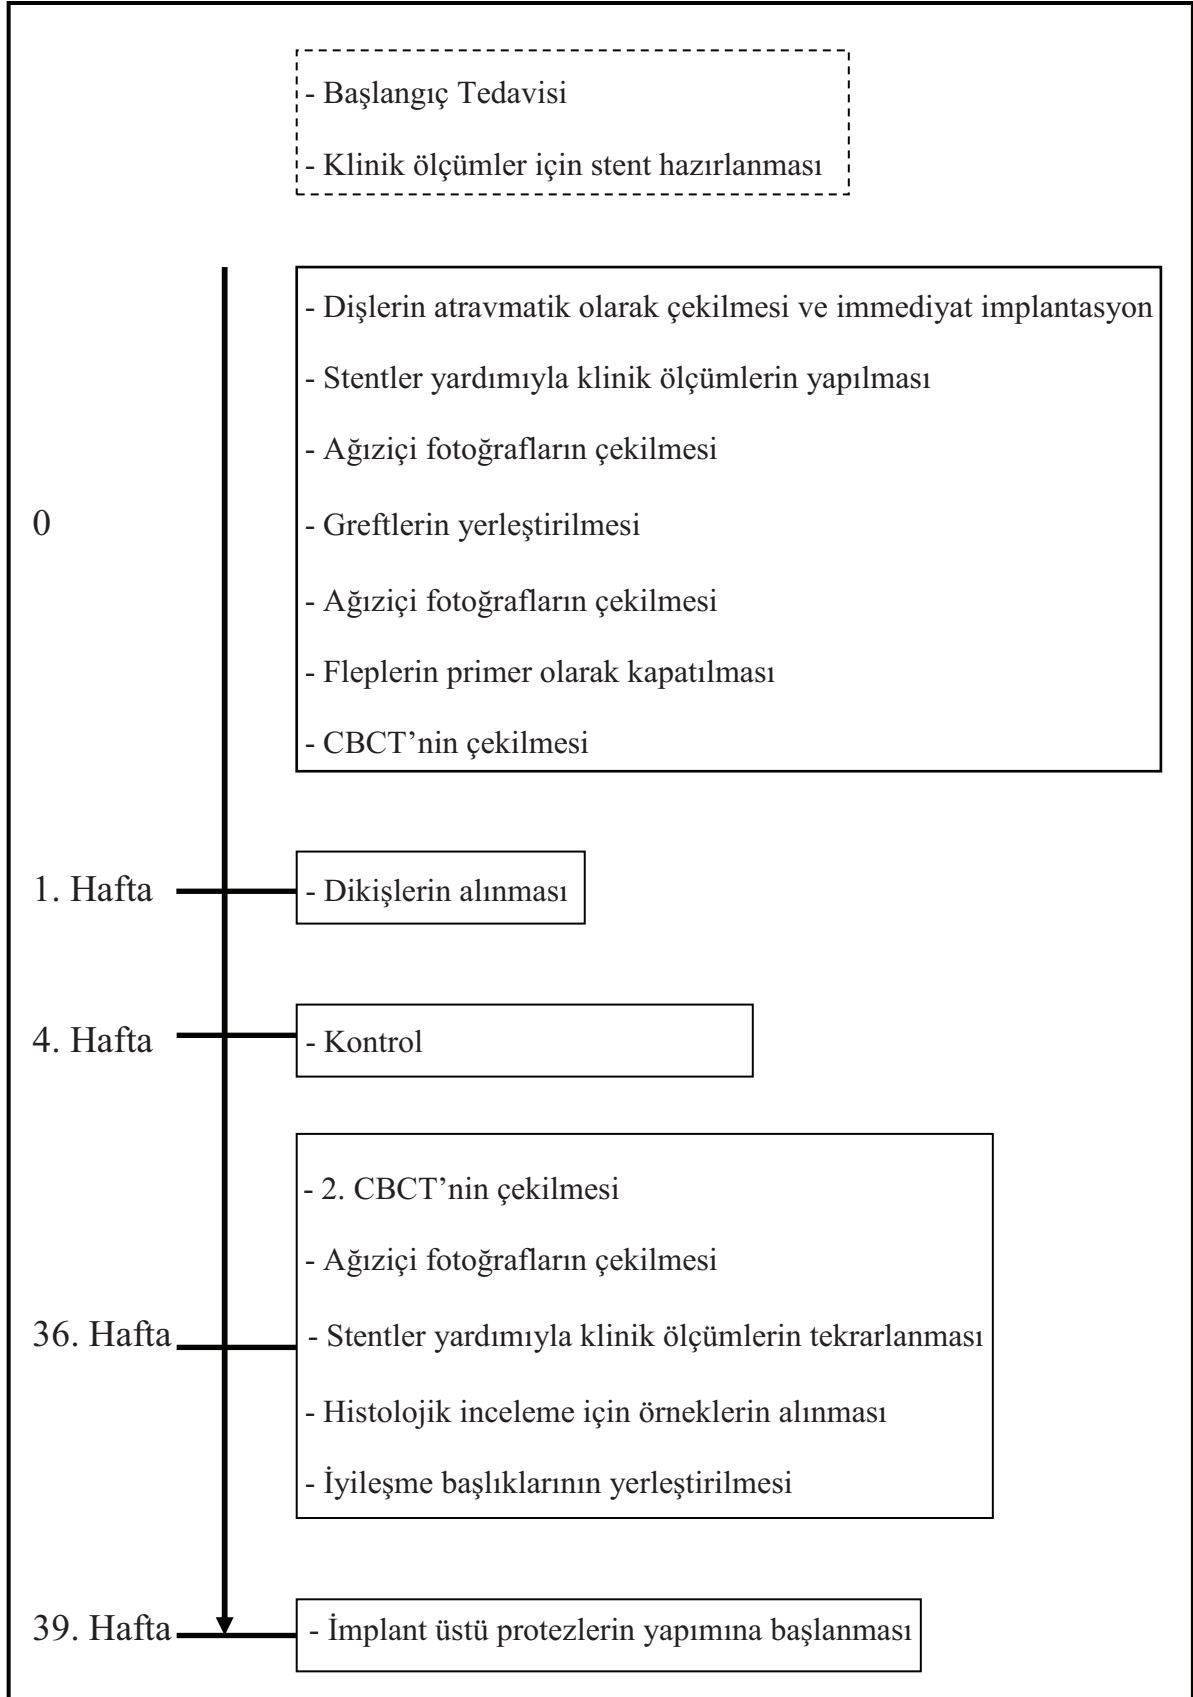 - Başlangıç Tedavisi
- Klinik ölçümler için stent hazırlanması
- Dişlerin atravmatik olarak çekilmesi ve immediyat implantasyon
- Stentler yardımıyla klinik ölçümlerin yapılması
- Ağıziçi fotoğrafların çekilmesi
0
- Greftlerin yerleştirilmesi
- Ağıziçi fotoğrafların çekilmesi
- Fleplerin primer olarak kapatılması
- CBCT’nin çekilmesi
1. Hafta
- Dikişlerin alınması
4. Hafta
- Kontrol
- 2. CBCT’nin çekilmesi
- Ağıziçi fotoğrafların çekilmesi
36. Hafta
- Stentler yardımıyla klinik ölçümlerin tekrarlanması
- Histolojik inceleme için örneklerin alınması
- İyileşme başlıklarının yerleştirilmesi
39. Hafta
- İmplant üstü protezlerin yapımına başlanması